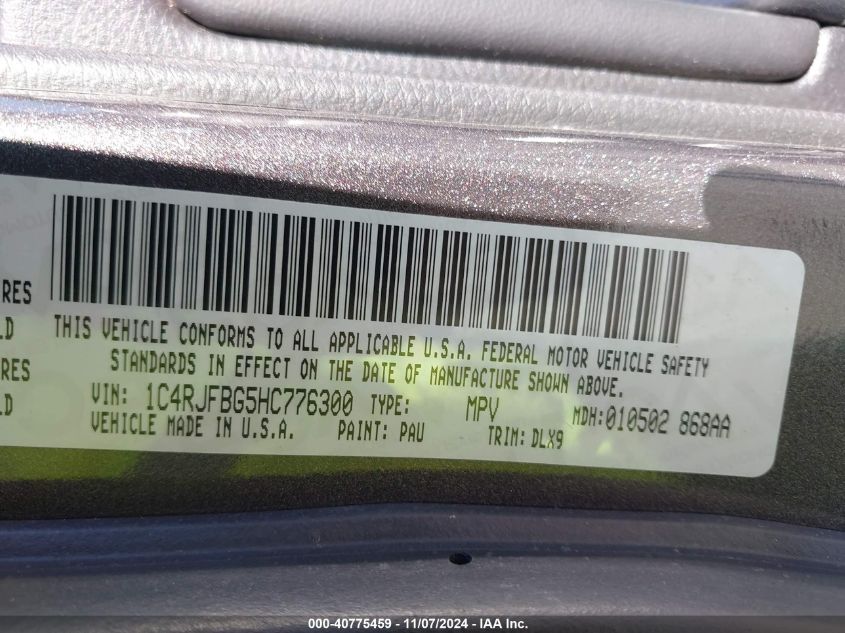 RES
LD
RES
LD
THIS VEHICLE CONFORMS TO ALL APPLICABLE U.S.A. FEDERAL MOTOR VEHICLE SAFETY
STANDARDS IN EFFECT ON THE DATE OF MANUFACTURE SHOWN ABOVE.
VIN: 1C4RJFBG5HC776300 TYPE: MPV MDH:010502 868AA
VEHICLE MADE IN U.S.A. PAINT: PAU TRIM: DLX9
000-40775459 - 11/07/2024 - IAA, Inc.